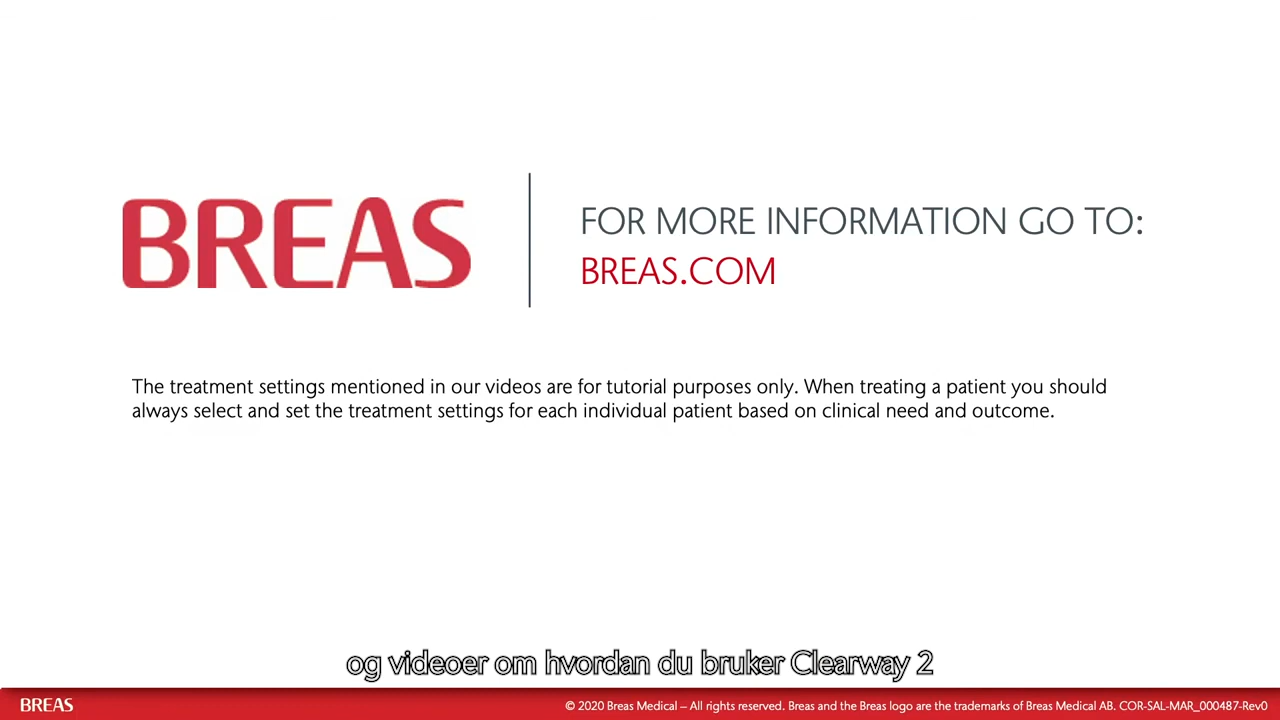 BREAS
FOR MORE INFORMATION GO TO:
BREAS.COM
The treatment settings mentioned in our videos are for tutorial purposes only. When treating a patient you should
always select and set the treatment settings for each individual patient based on clinical need and outcome.
og videoer om hvordan du bruker Clearway 2
BREAS
© 2020 Breas Medical – All rights reserved. Breas and the Breas logo are the trademarks of Breas Medical AB. COR-SAL-MAR_000487-Rev0